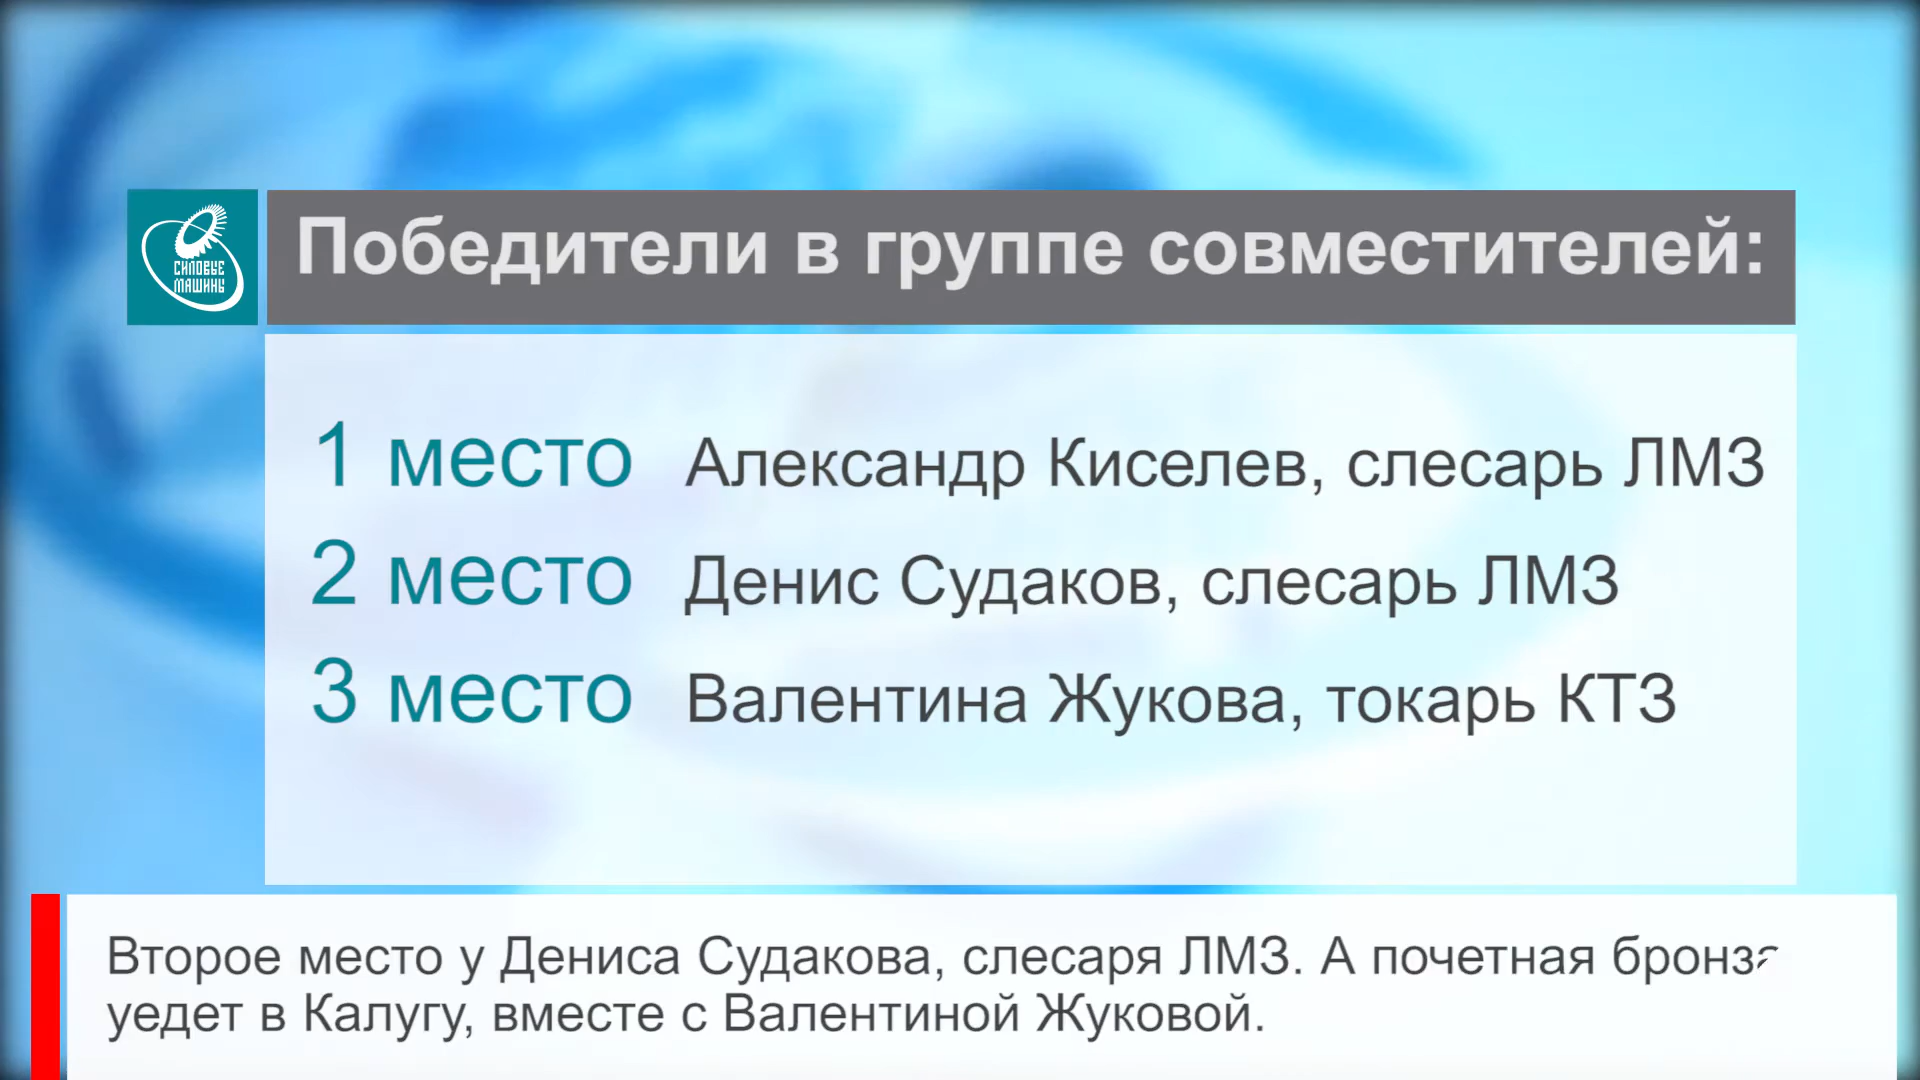 СИЛОВЫЕ
МАШИНЫ
Победители в группе совместителей:
1 место Александр Киселев, слесарь ЛМЗ
2 место Денис Судаков, слесарь ЛМЗ
3 место Валентина Жукова, токарь КТЗ
Второе место у Дениса Судакова, слесаря ЛМЗ. А почетная бронза
уедет в Калугу, вместе с Валентиной Жуковой.